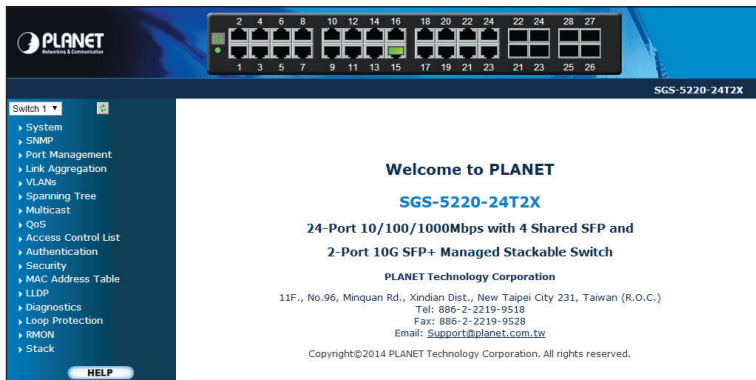 PLANET
Networking & Communication
2 4 6 8 10 12 14 16 18 20 22 24 22 24 28 27
1 3 5 7 9 11 13 15 17 19 21 23 21 23 25 26
SGS-5220-24T2X
Switch 1
System
SNMP
Port Management
Link Aggregation
VLANs
Spanning Tree
Multicast
QoS
Access Control List
Authentication
Security
MAC Address Table
LLDP
Diagnostics
Loop Protection
RMON
Stack
HELP
Welcome to PLANET
SGS-5220-24T2X
24-Port 10/100/1000Mbps with 4 Shared SFP and
2-Port 10G SFP+ Managed Stackable Switch
PLANET Technology Corporation
11F., No.96, Minquan Rd., Xindian Dist., New Taipei City 231, Taiwan (R.O.C.)
Tel: 886-2-2219-9518
Fax: 886-2-2219-9528
Email: Support@planet.com.tw
Copyright©2014 PLANET Technology Corporation. All rights reserved.